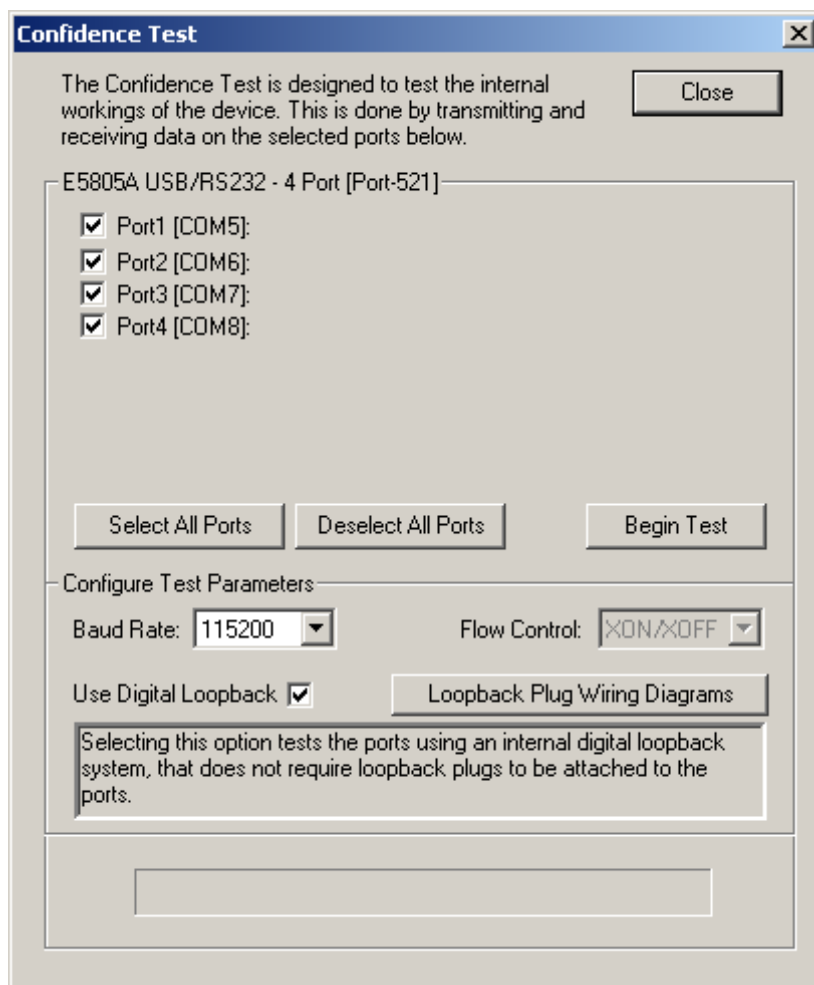 Confidence Test
The Confidence Test is designed to test the internal
workings of the device. This is done by transmitting and
receiving data on the selected ports below.
Close
E5805A USB/RS232 - 4 Port [Port-521]
Port1 [COM5]:
Port2 [COM6]:
Port3 [COM7]:
Port4 [COM8]:
Select All Ports
Deselect All Ports
Begin Test
Configure Test Parameters
Baud Rate: 115200
Flow Control: XON/XOFF
Use Digital Loopback
Loopback Plug Wiring Diagrams
Selecting this option tests the ports using an internal digital loopback
system, that does not require loopback plugs to be attached to the
ports.